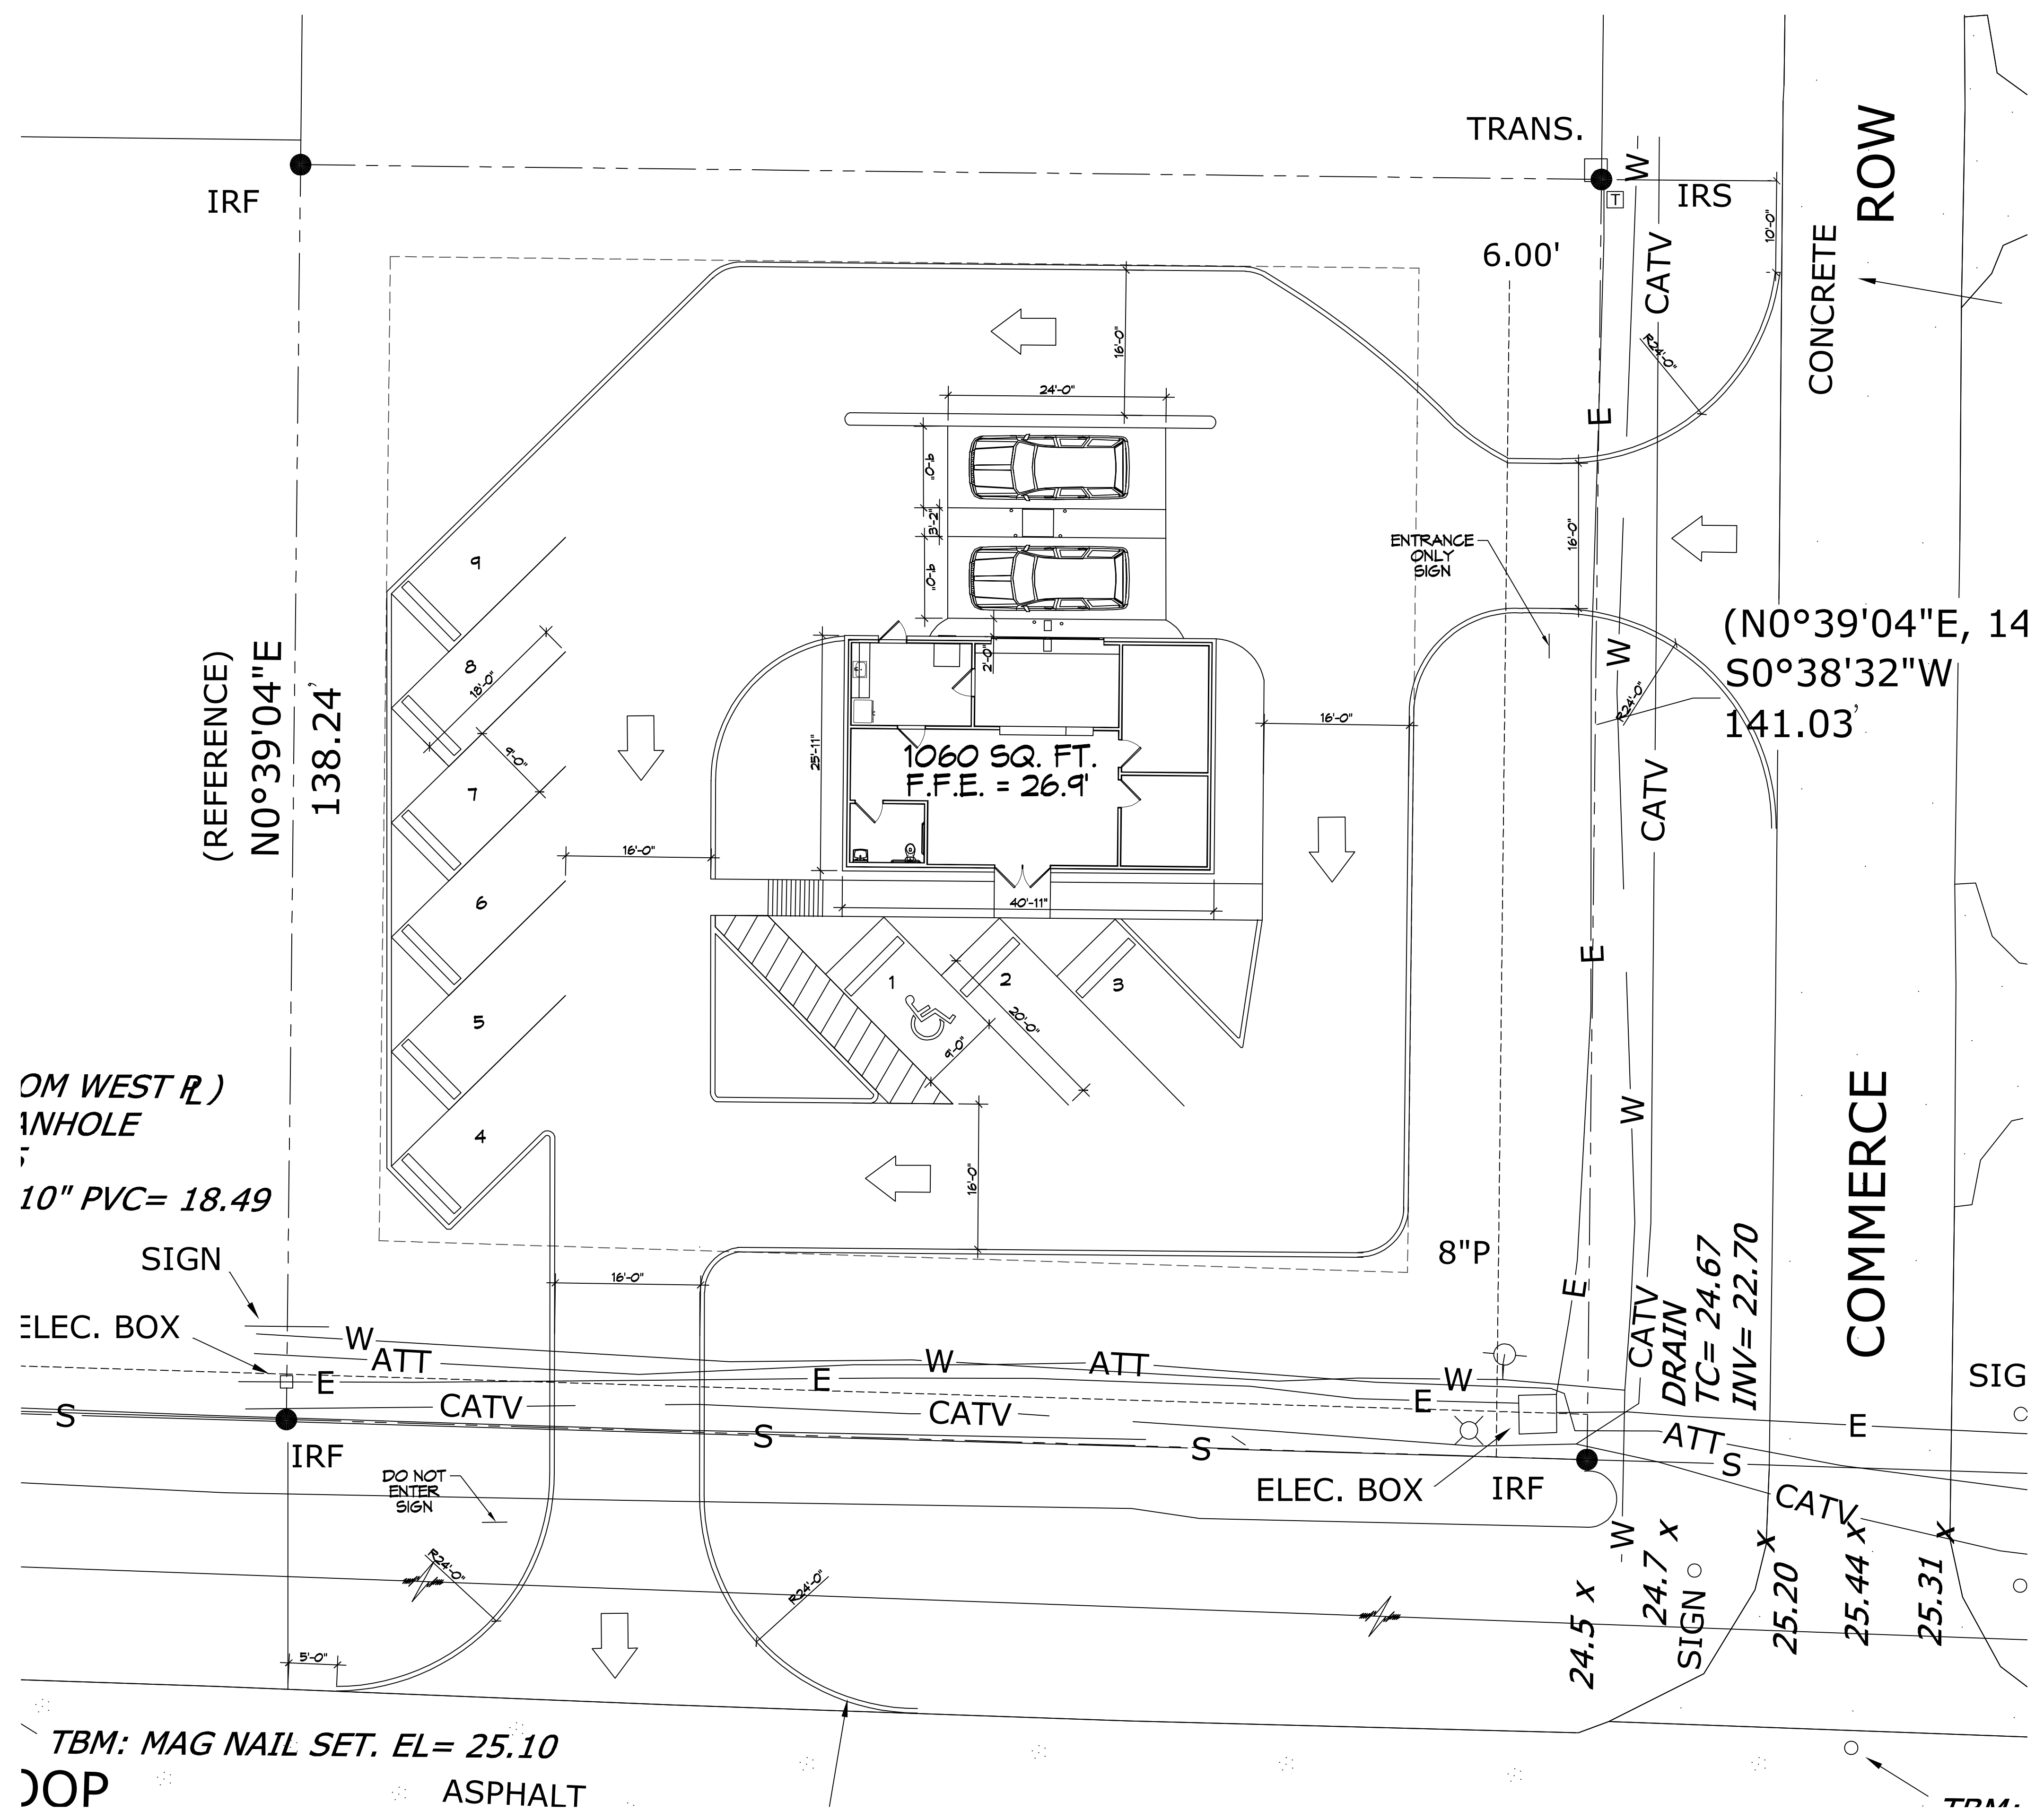 TRANS.
IRF
IRS
ROW
W
CATV
10'-0"
CONCRETE
6.00'
R24'-0"
16'-0"
24'-0"
E
9'-0"
3'-2"
9'-0"
ENTRANCE
ONLY
SIGN
16'-0"
T
9
8
18'-0"
9'-0"
7
6
5
4
(REFERENCE)
N0°39'04"E
138.24'
2'-0"
25'-11"
1060 SQ. FT.
F.F.E. = 26.9'
16'-0"
16'-0"
40'-11"
W
R24'-0"
(N0°39'04"E, 14
S0°38'32"W
141.03'
CATV
E
1
2
3
20'-0"
9'-0"
16'-0"
W
COMMERCE
OM WEST PL)
ANHOLE
10" PVC= 18.49
SIGN
ELEC. BOX
16'-0"
8"P
E
CATV
DRAIN
TC= 24.67
INV= 22.70
SIG
W
ATT
E
CATV
S
W
ATT
E
CATV
S
W
E
S
E
ATT
S
CATV
IRF
DO NOT
ENTER
SIGN
ELEC. BOX
IRF
W
R24'-0"
R24'-0"
5'-0"
24.5 x
24.7 x
SIGN
25.20 x
25.44 x
25.31 x
TBM: MAG NAIL SET. EL= 25.10
OOP
ASPHALT
TBM: